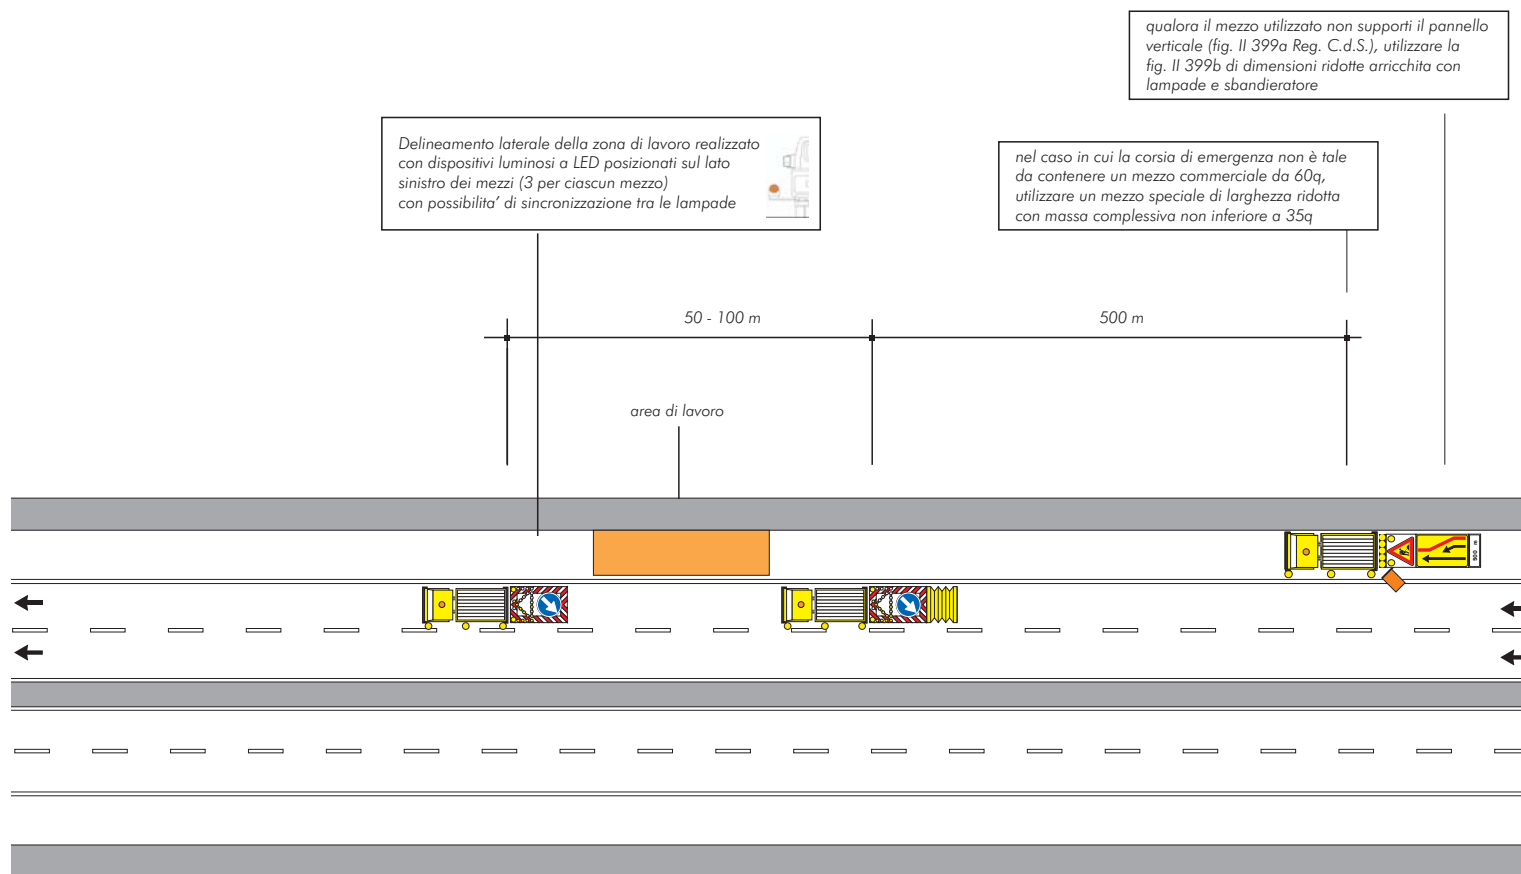 qualora il mezzo utilizzato non supporti il pannello
verticale (fig. II 399a Reg. C.d.S.), utilizzare la
fig. II 399b di dimensioni ridotte arricchita con
lampade e sbandieratore
Delineamento laterale della zona di lavoro realizzato
con dispositivi luminosi a LED posizionati sul lato
sinistro dei mezzi (3 per ciascun mezzo)
con possibilita’ di sincronizzazione tra le lampade
nel caso in cui la corsia di emergenza non è tale
da contenere un mezzo commerciale da 60q,
utilizzare un mezzo speciale di larghezza ridotta
con massa complessiva non inferiore a 35q
50 - 100 m
500 m
area di lavoro
500 m